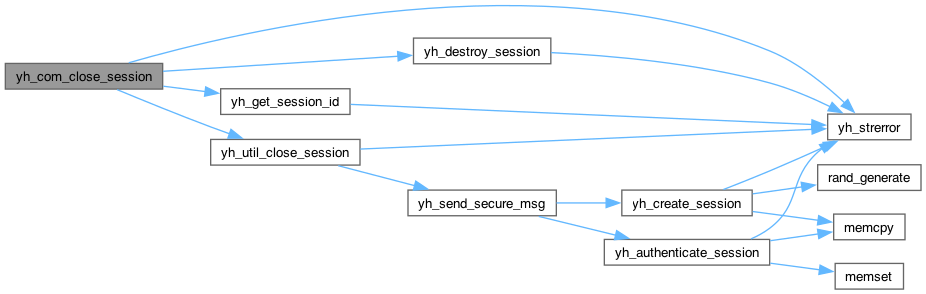 yh_com_close_session
yh_destroy_session
yh_get_session_id
yh_util_close_session
yh_strerror
yh_send_secure_msg
yh_create_session
yh_authenticate_session
rand_generate
memcpy
memset